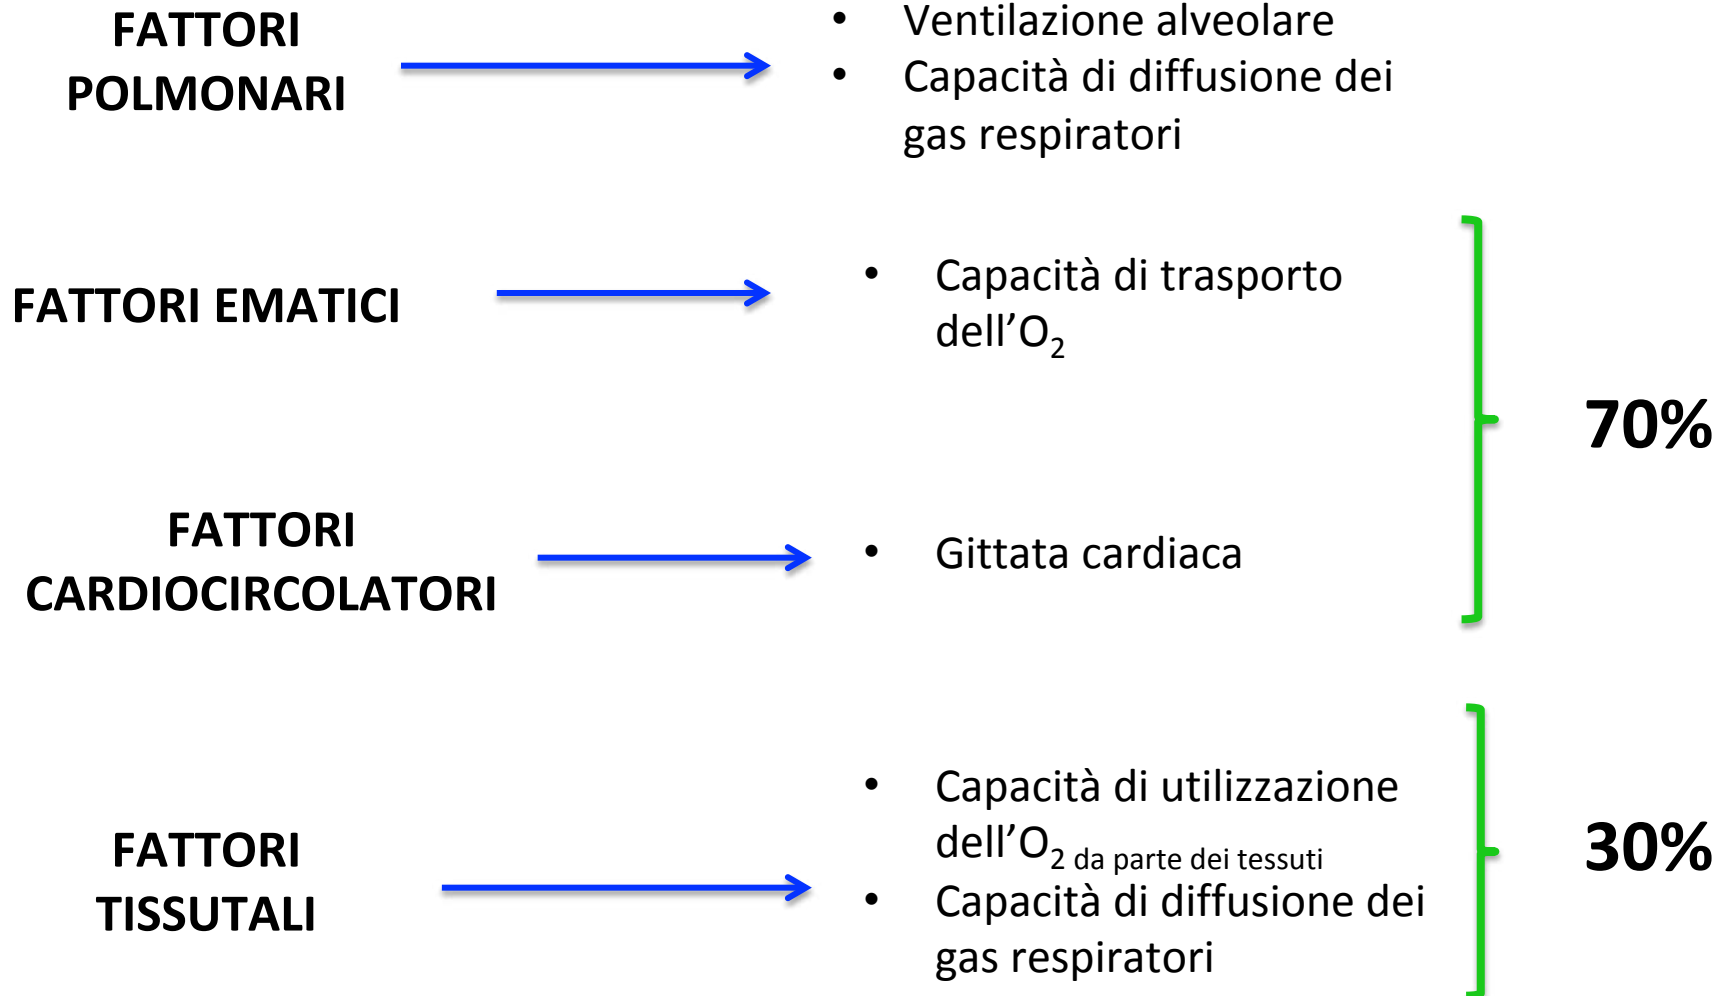 FATTORI
POLMONARI
• Ventilazione alveolare
• Capacità di diffusione dei
gas respiratori
FATTORI EMATICI
• Capacità di trasporto
dell’O₂
70%
FATTORI
CARDIOCIRCOLATORI
• Gittata cardiaca
FATTORI
TISSUTALI
• Capacità di utilizzazione
dell’O₂ da parte dei tessuti
• Capacità di diffusione dei
gas respiratori
30%